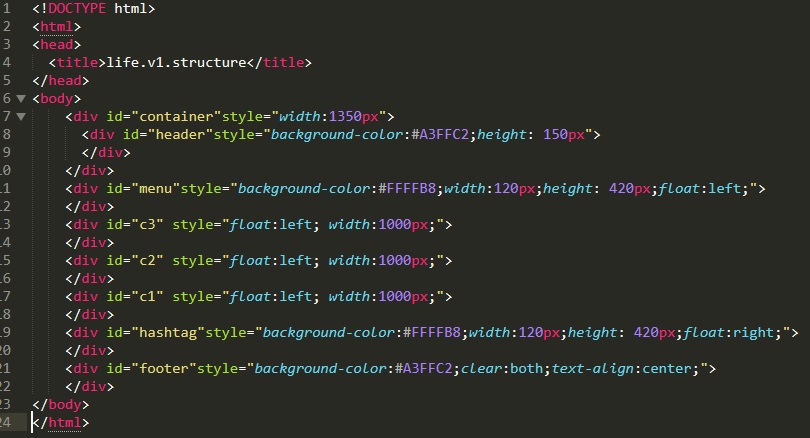 1 <!DOCTYPE html>
2 <html>
3 <head>
4 <title>life.v1.structure</title>
5 </head>
6 <body>
7 <div id="container"style="width:1350px">
8 <div id="header"style="background-color:#A3FFC2;height: 150px">
9 </div>
10 </div>
11 <div id="menu"style="background-color:#FFFFB8;width:120px;height: 420px;float:left;">
12 </div>
13 <div id="c3" style="float:left; width:1000px;">
14 </div>
15 <div id="c2" style="float:left; width:1000px;">
16 </div>
17 <div id="c1" style="float:left; width:1000px;">
18 </div>
19 <div id="hashtag"style="background-color:#FFFFB8;width:120px;height: 420px;float:right;">
20 </div>
21 <div id="footer"style="background-color:#A3FFC2;clear:both;text-align:center;">
22 </div>
23 </body>
24 </html>